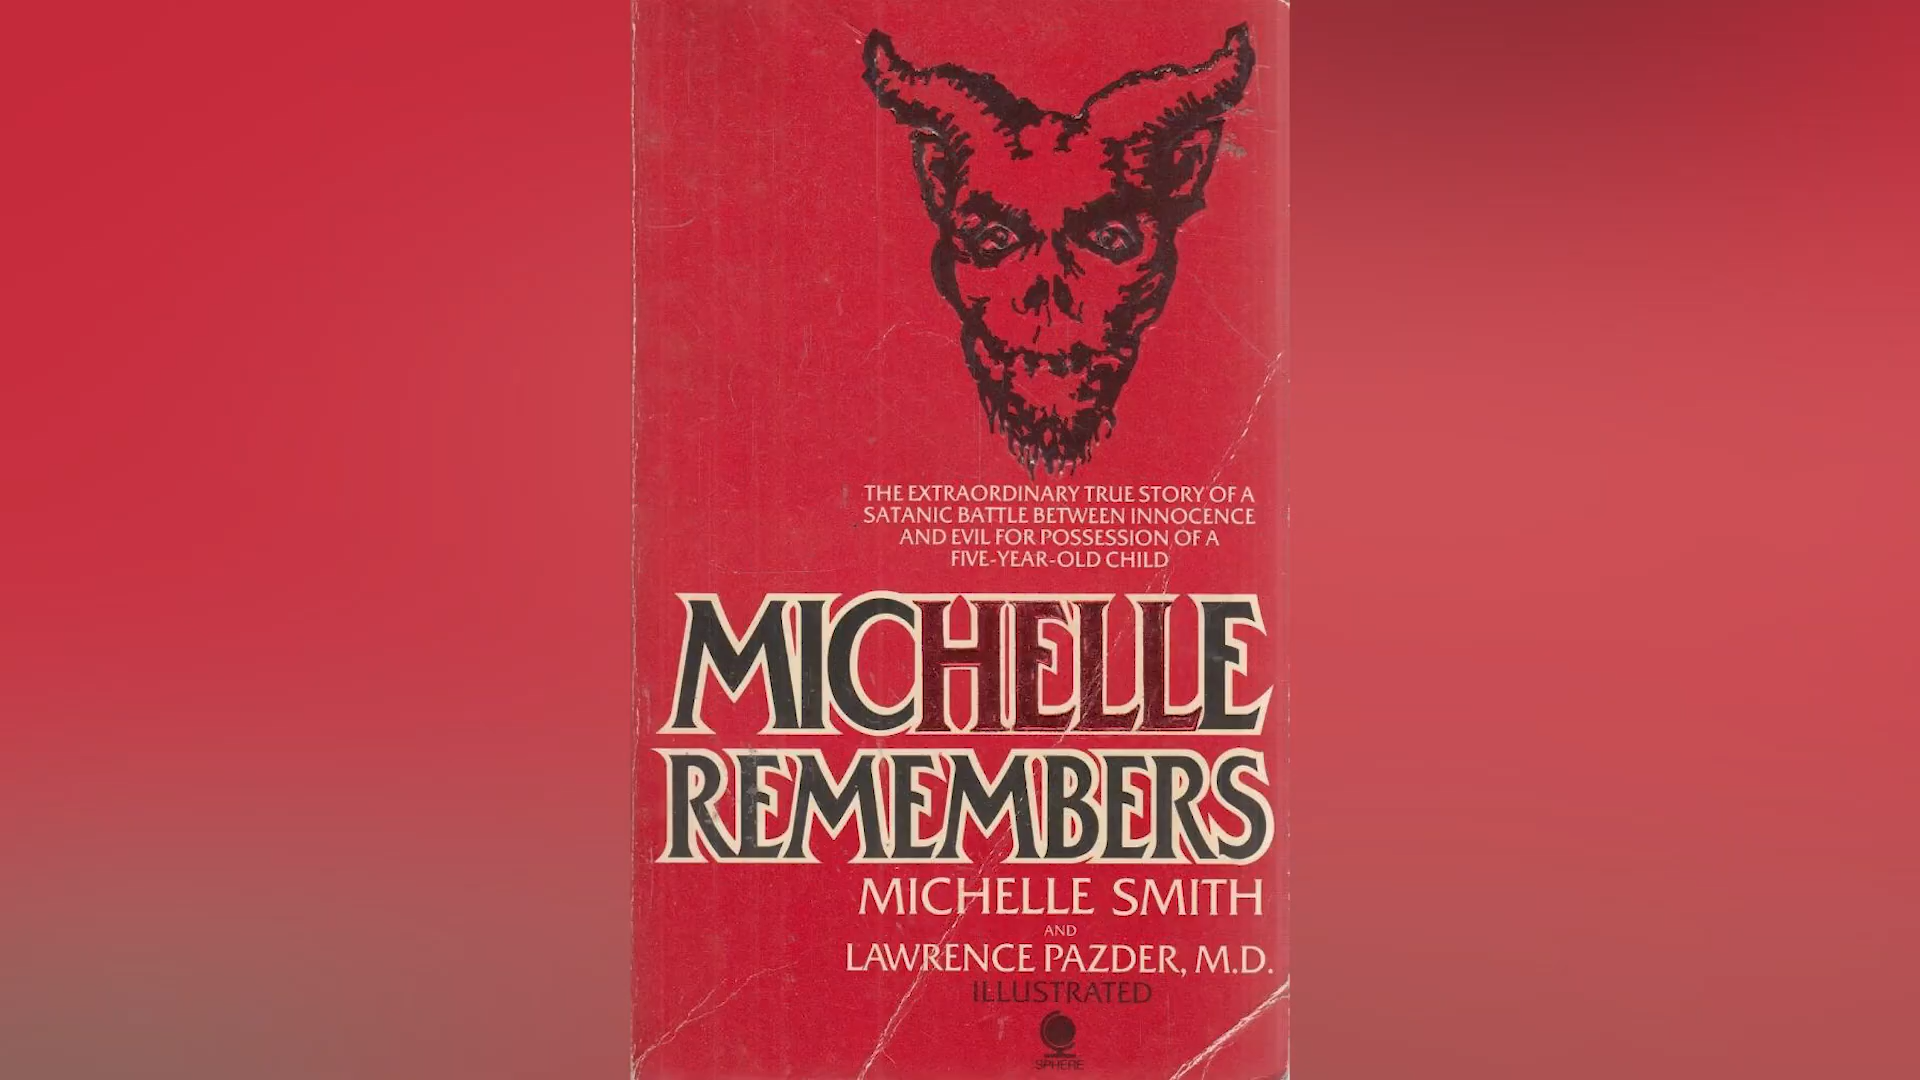 THE EXTRAORDINARY TRUE STORY OF A
SATANIC BATTLE BETWEEN INNOCENCE
AND EVIL FOR POSSESSION OF A
FIVE-YEAR-OLD CHILD
MICHELLE
REMEMBERS
MICHELLE SMITH
AND
LAWRENCE PAZDER, M.D.
ILLUSTRATED
SPHERE